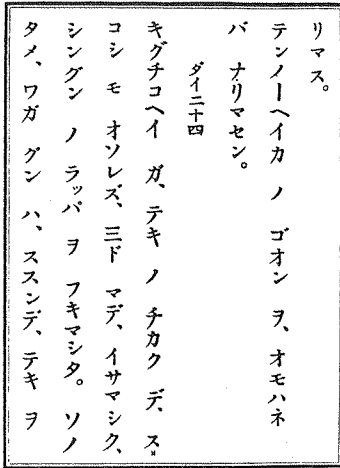 リマス。
テンノーヘイカ ノ ゴオン ヲ、オモハネ
バ ナリマセン。
ダイ二十四
キグチコヘイ ガ、テキ ノ チカク デ、ス
コシ モ オソレズ、三ド マデ、イサマシク、
シングン ノ ラッパ ヲ フキマシタ。ソノ
タメ、ワガ グン ハ、ススンデ、テキ ヲ